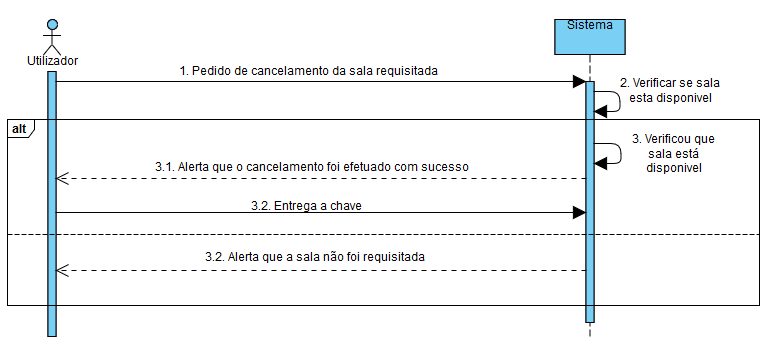 Sistema
Utilizador
1. Pedido de cancelamento da sala requisitada
2. Verificar se sala
esta disponivel
alt
3. Verificou que
sala está
disponivel
3.1. Alerta que o cancelamento foi efetuado com sucesso
3.2. Entrega a chave
3.2. Alerta que a sala não foi requisitada